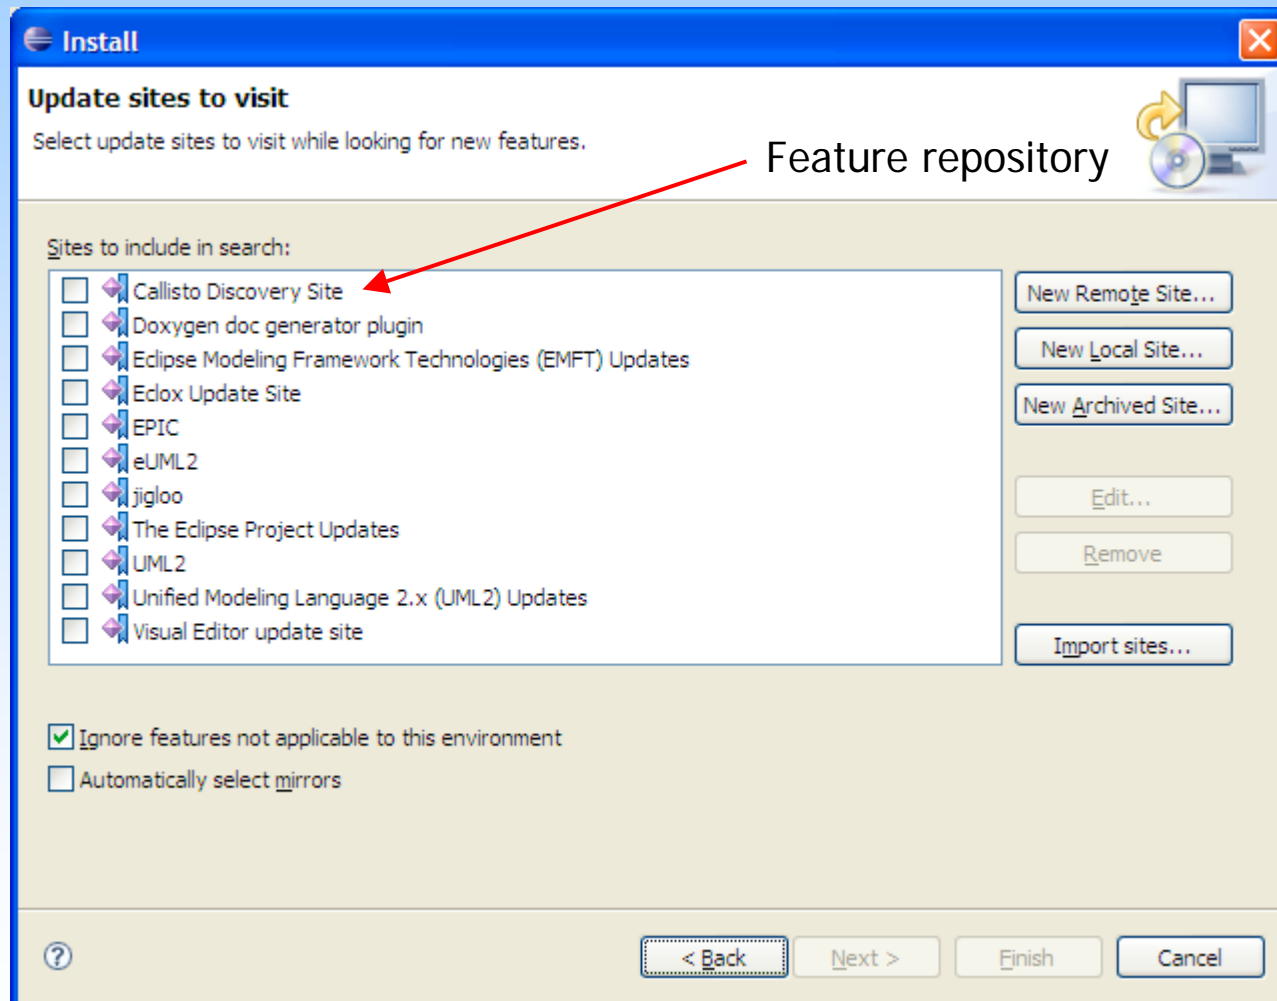 Install
Update sites to visit
Select update sites to visit while looking for new features.
Feature repository
Sites to include in search:
Callisto Discovery Site
Doxygen doc generator plugin
Eclipse Modeling Framework Technologies (EMFT) Updates
Eclox Update Site
EPIC
eUML2
jigloo
The Eclipse Project Updates
UML2
Unified Modeling Language 2.x (UML2) Updates
Visual Editor update site
New Remote Site...
New Local Site...
New Archived Site...
Edit...
Remove
Import sites...
Ignore features not applicable to this environment
Automatically select mirrors
?
< Back
Next >
Finish
Cancel